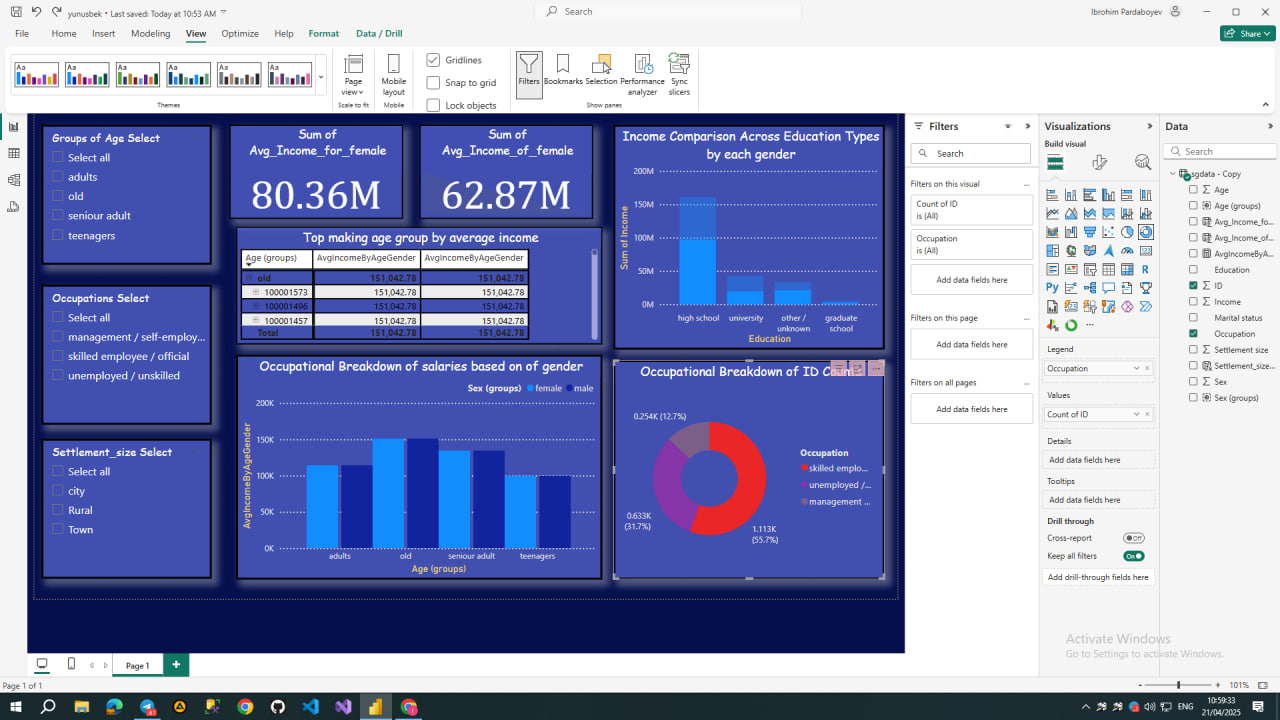 yunusbek • Last saved: Today at 10:53 AM
Search
Ibrohim Pardaboyev
File Home Insert Modeling View Optimize Help Format Data / Drill
Share
Aa Aa Aa Aa Aa Aa
Themes
Page view
Scale to fit
Mobile layout
Mobile
Gridlines
Snap to grid
Lock objects
Filters
Bookmarks
Selection
Performance analyzer
Sync slicers
Show panes
Groups of Age Select
Select all
adults
old
seniour adult
teenagers
Occupations Select
Select all
management / self-employ...
skilled employee / official
unemployed / unskilled
Settlement_size Select
Select all
city
Rural
Town
Sum of
Avg_Income_for_female
80.36M
Sum of
Avg_Income_of_female
62.87M
Top making age group by average income
Age (groups) AvgIncomeByAgeGender AvgIncomeByAgeGender
old 151,042.78 151,042.78
100001573 151,042.78 151,042.78
100001496 151,042.78 151,042.78
100001457 151,042.78 151,042.78
Total 151,042.78 151,042.78
Occupational Breakdown of salaries based on of gender
Sex (groups) female male
AvgIncomeByAgeGender
200K
150K
100K
50K
0K
adults old seniour adult teenagers
Age (groups)
Income Comparison Across Education Types
by each gender
Sum of Income
200M
150M
100M
50M
0M
high school university other / unknown graduate school
Education
Occupational Breakdown of ID Count
0.254K (12.7%)
0.633K
(31.7%)
1.113K
(55.7%)
Occupation
skilled emplo...
unemployed /...
management ...
Filters
Search
Filters on this visual ...
Count of ID
is (All)
Occupation
is (All)
Add data fields here
Filters on this page ...
Add data fields here
Filters on all pages ...
Add data fields here
Visualizations
Build visual
R
Py
...
Legend
Occupation
Values
Count of ID
Details
Add data fields here
Tooltips
Add data fields here
Drill through
Cross-report Off
Keep all filters On
Add drill-through fields here
Data
Search
ssgdata - Copy
Age
Age (groups)
Avg_Income_fo...
Avg_Income_of...
AvgIncomeByA...
Education
ID
Income
Marital status
Occupation
Settlement size
Settlement_size...
Sex
Sex (groups)
Activate Windows
Go to Settings to activate Windows.
Page 1
Page 1 of 1
101%
ENG
10:59:33
21/04/2025